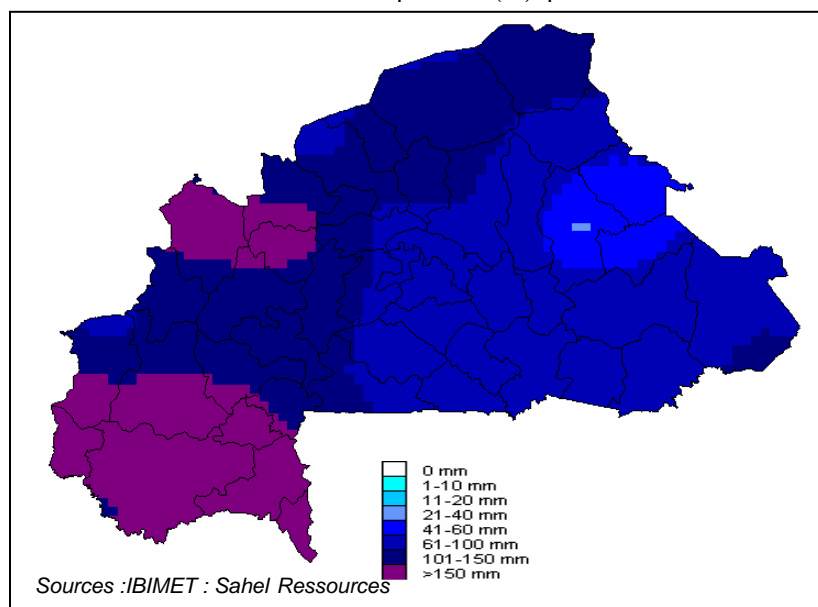 0 mm
1-10 mm
11-20 mm
21-40 mm
41-60 mm
61-100 mm
101-150 mm
>150 mm
Sources :IBIMET : Sahel Ressources